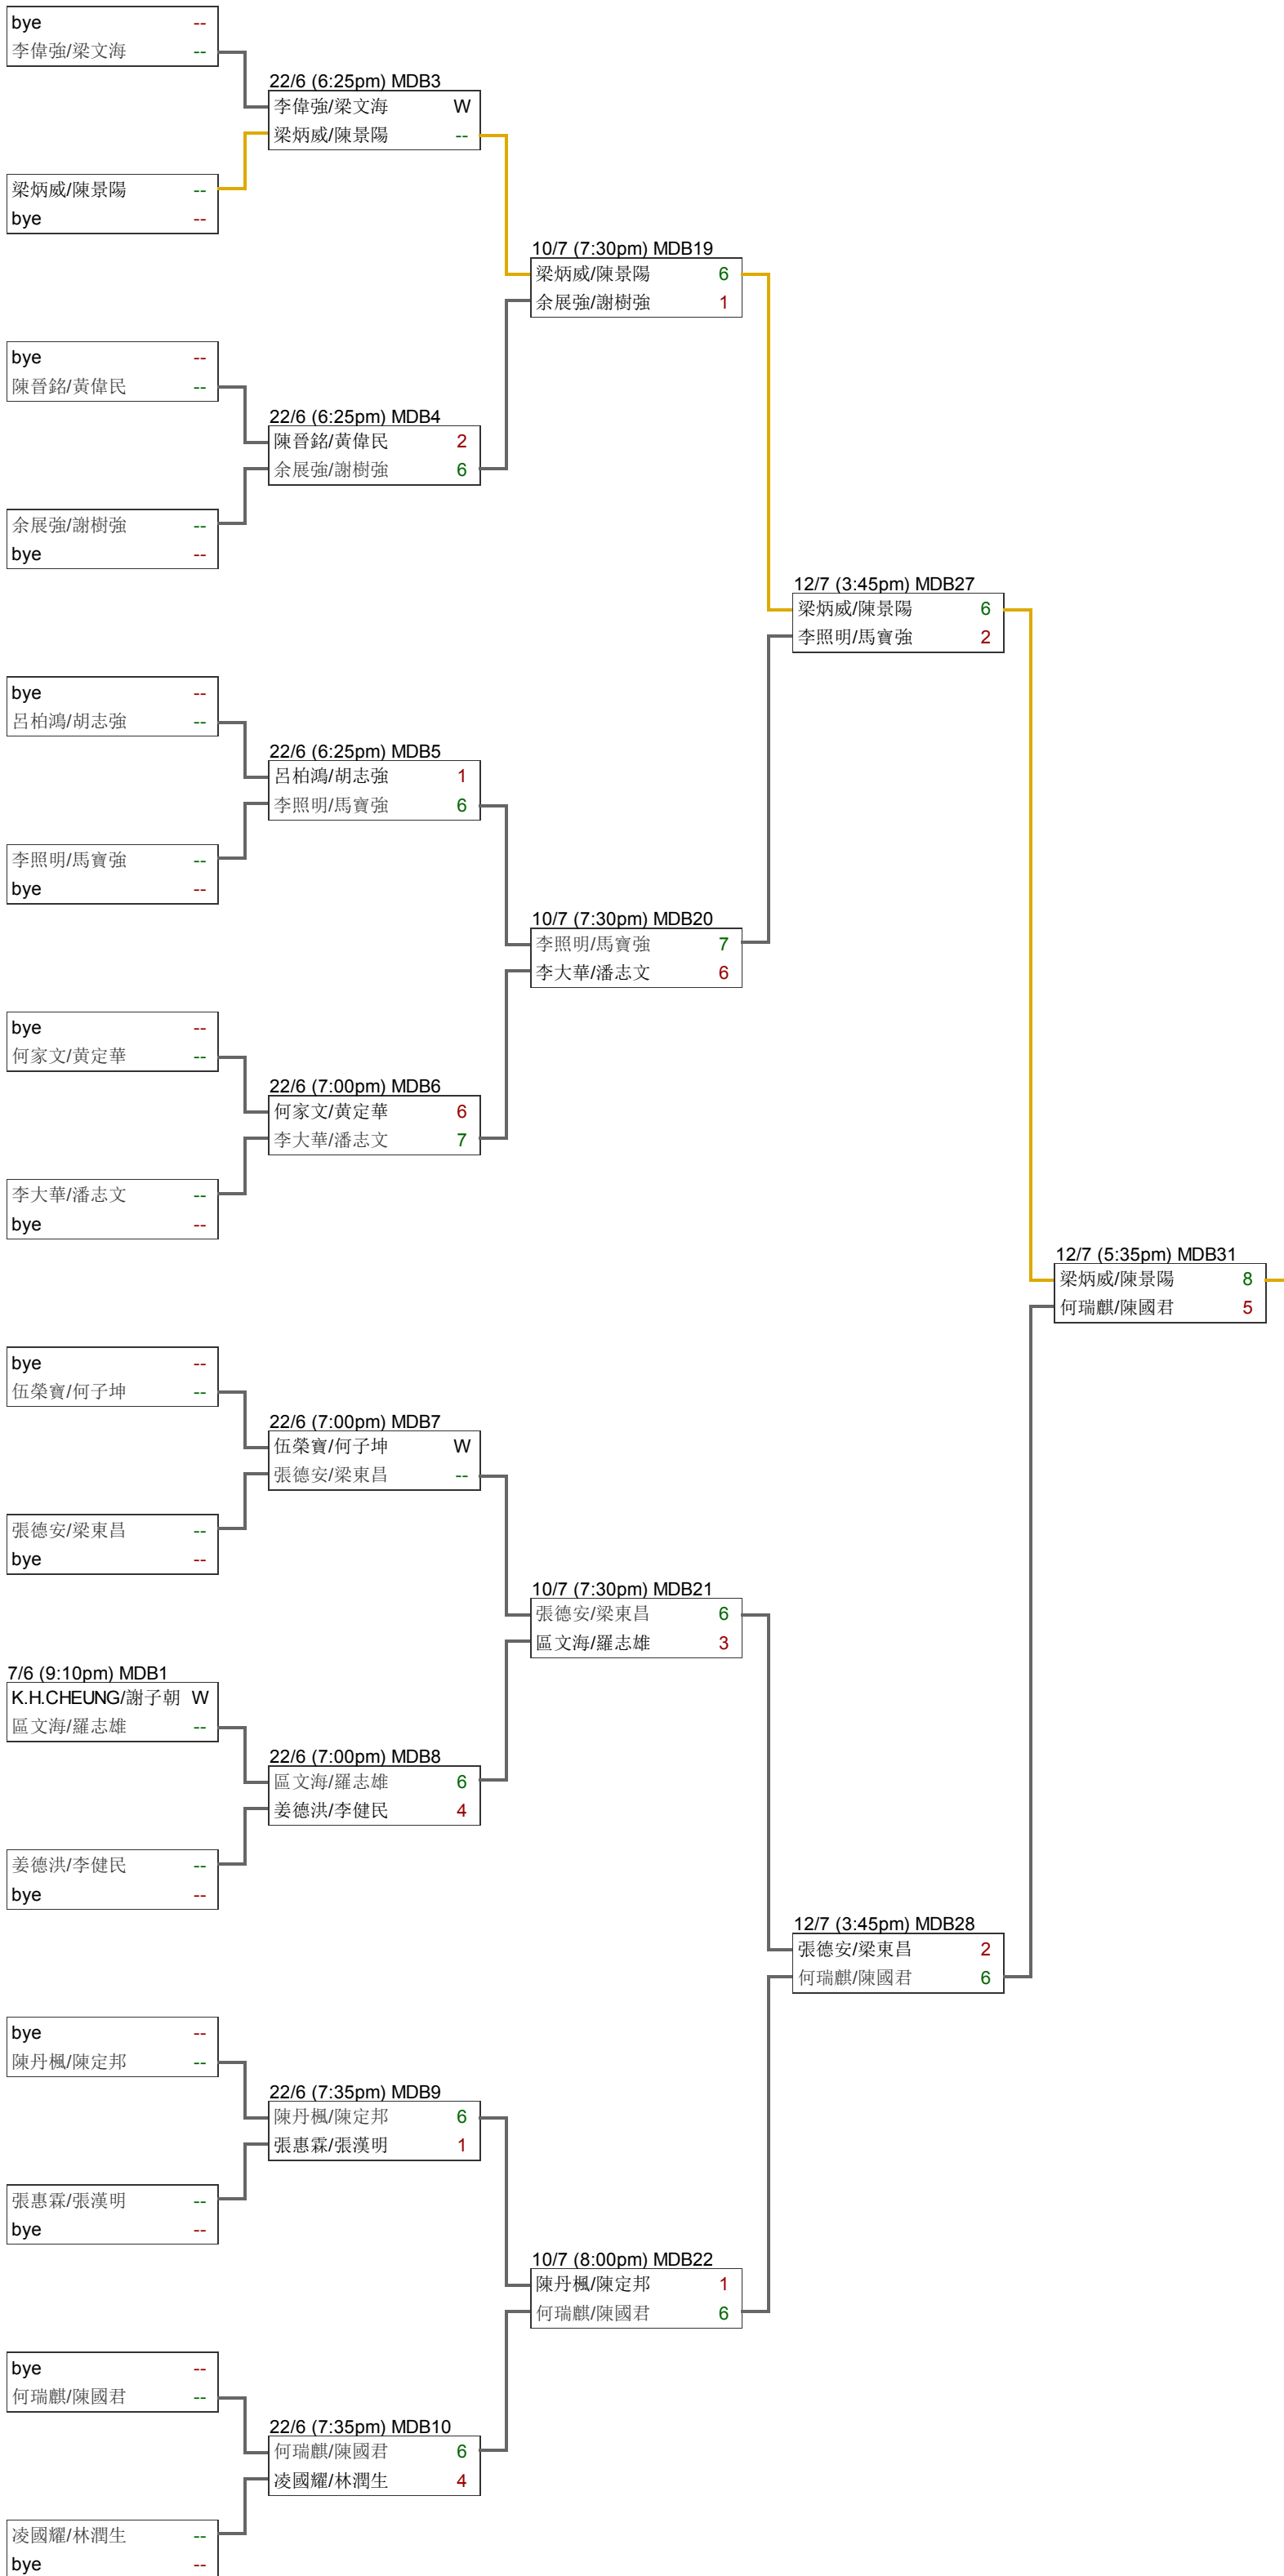 bye --
李偉強/梁文海 --
22/6 (6:25pm) MDB3
李偉強/梁文海 W
梁炳威/陳景陽 --
梁炳威/陳景陽 --
bye --
10/7 (7:30pm) MDB19
梁炳威/陳景陽 6
余展強/謝樹強 1
bye --
陳晉銘/黃偉民 --
22/6 (6:25pm) MDB4
陳晉銘/黃偉民 2
余展強/謝樹強 6
余展強/謝樹強 --
bye --
12/7 (3:45pm) MDB27
梁炳威/陳景陽 6
李照明/馬寶強 2
bye --
呂柏鴻/胡志強 --
22/6 (6:25pm) MDB5
呂柏鴻/胡志強 1
李照明/馬寶強 6
李照明/馬寶強 --
bye --
10/7 (7:30pm) MDB20
李照明/馬寶強 7
李大華/潘志文 6
bye --
何家文/黃定華 --
22/6 (7:00pm) MDB6
何家文/黃定華 6
李大華/潘志文 7
李大華/潘志文 --
bye --
12/7 (5:35pm) MDB31
梁炳威/陳景陽 8
何瑞麒/陳國君 5
bye --
伍榮寶/何子坤 --
22/6 (7:00pm) MDB7
伍榮寶/何子坤 W
張德安/梁東昌 --
張德安/梁東昌 --
bye --
10/7 (7:30pm) MDB21
張德安/梁東昌 6
區文海/羅志雄 3
7/6 (9:10pm) MDB1
K.H.CHEUNG/謝子朝 W
區文海/羅志雄 --
22/6 (7:00pm) MDB8
區文海/羅志雄 6
姜德洪/李健民 4
姜德洪/李健民 --
bye --
12/7 (3:45pm) MDB28
張德安/梁東昌 2
何瑞麒/陳國君 6
bye --
陳丹楓/陳定邦 --
22/6 (7:35pm) MDB9
陳丹楓/陳定邦 6
張惠霖/張漢明 1
張惠霖/張漢明 --
bye --
10/7 (8:00pm) MDB22
陳丹楓/陳定邦 1
何瑞麒/陳國君 6
bye --
何瑞麒/陳國君 --
22/6 (7:35pm) MDB10
何瑞麒/陳國君 6
凌國耀/林潤生 4
凌國耀/林潤生 --
bye --